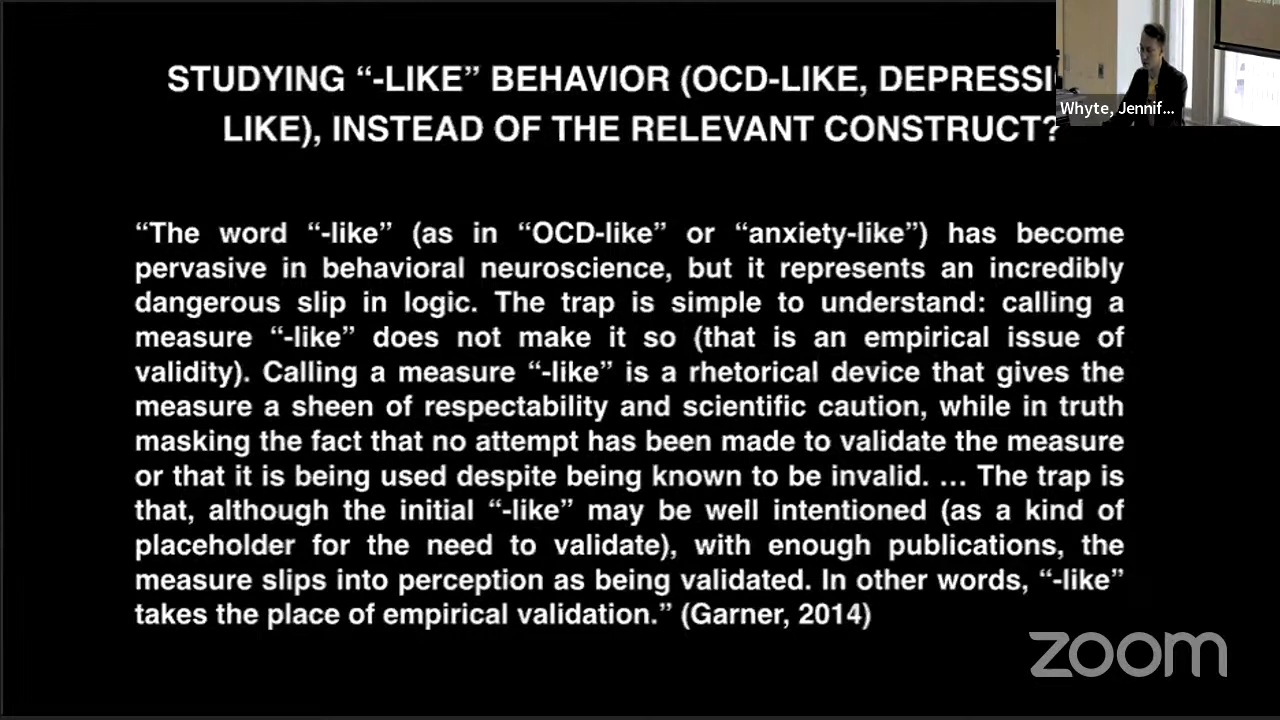 STUDYING “-LIKE” BEHAVIOR (OCD-LIKE,
LIKE), INSTEAD OF THE RELEVANT CONSTRUCT?
Whyte, Jennif...
“The word “-like” (as in “OCD-like” or “anxiety-like”) has become
pervasive in behavioral neuroscience, but it represents an incredibly
dangerous slip in logic. The trap is simple to understand: calling a
measure “-like” does not make it so (that is an empirical issue of
validity). Calling a measure “-like” is a rhetorical device that gives the
measure a sheen of respectability and scientific caution, while in truth
masking the fact that no attempt has been made to validate the measure
or that it is being used despite being known to be invalid. … The trap is
that, although the initial “-like” may be well intentioned (as a kind of
placeholder for the need to validate), with enough publications, the
measure slips into perception as being validated. In other words, “-like”
takes the place of empirical validation.” (Garner, 2014)
zoom